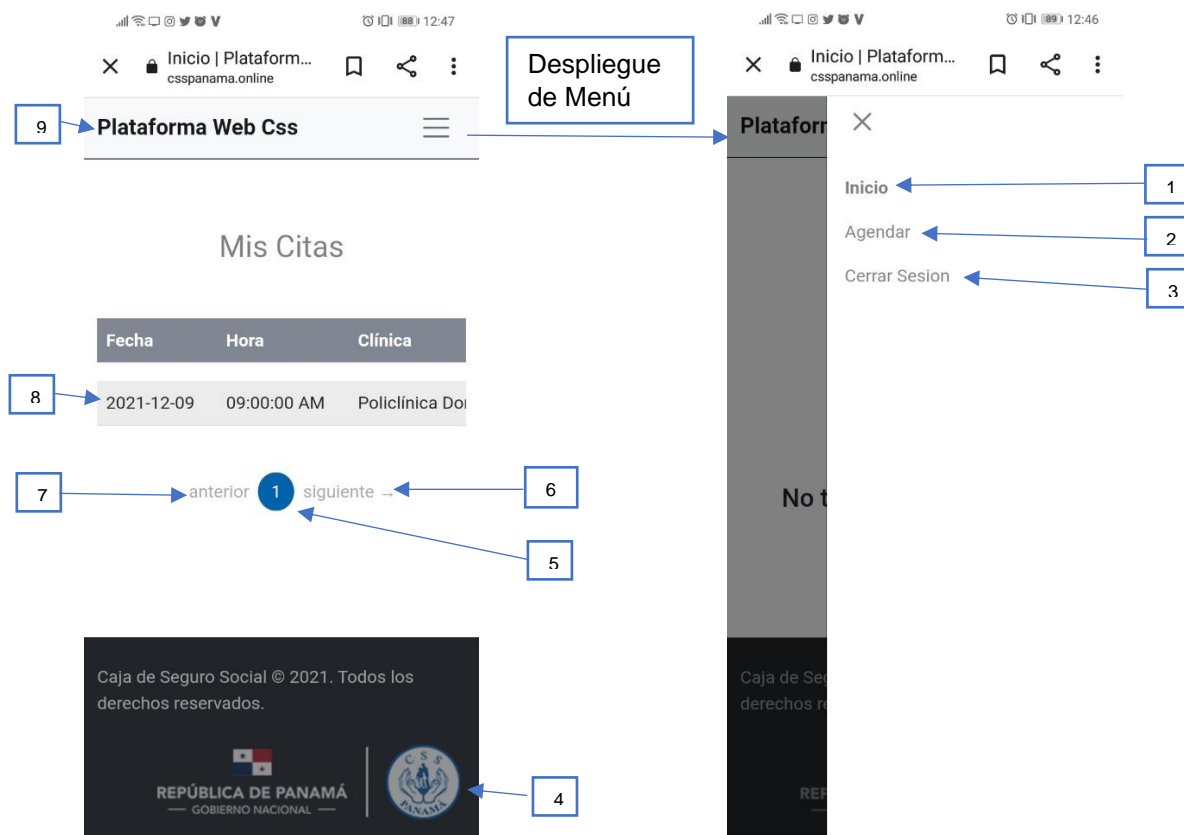 12:47
88
Inicio | Plataform...
csspanama.online
9
Plataforma Web Css
Mis Citas
Fecha Hora Clínica
8
2021-12-09 09:00:00 AM Policlínica Do
7
anterior 1 siguiente →
6
5
Caja de Seguro Social © 2021. Todos los
derechos reservados.
REPÚBLICA DE PANAMÁ
— GOBIERNO NACIONAL —
CSS
PANAMÁ
4
Despliegue
de Menú
89
12:46
Inicio | Plataform...
csspanama.online
Platafor
Inicio
1
Agendar
2
Cerrar Sesion
3
No t
Caja de Seg
derechos re
REP